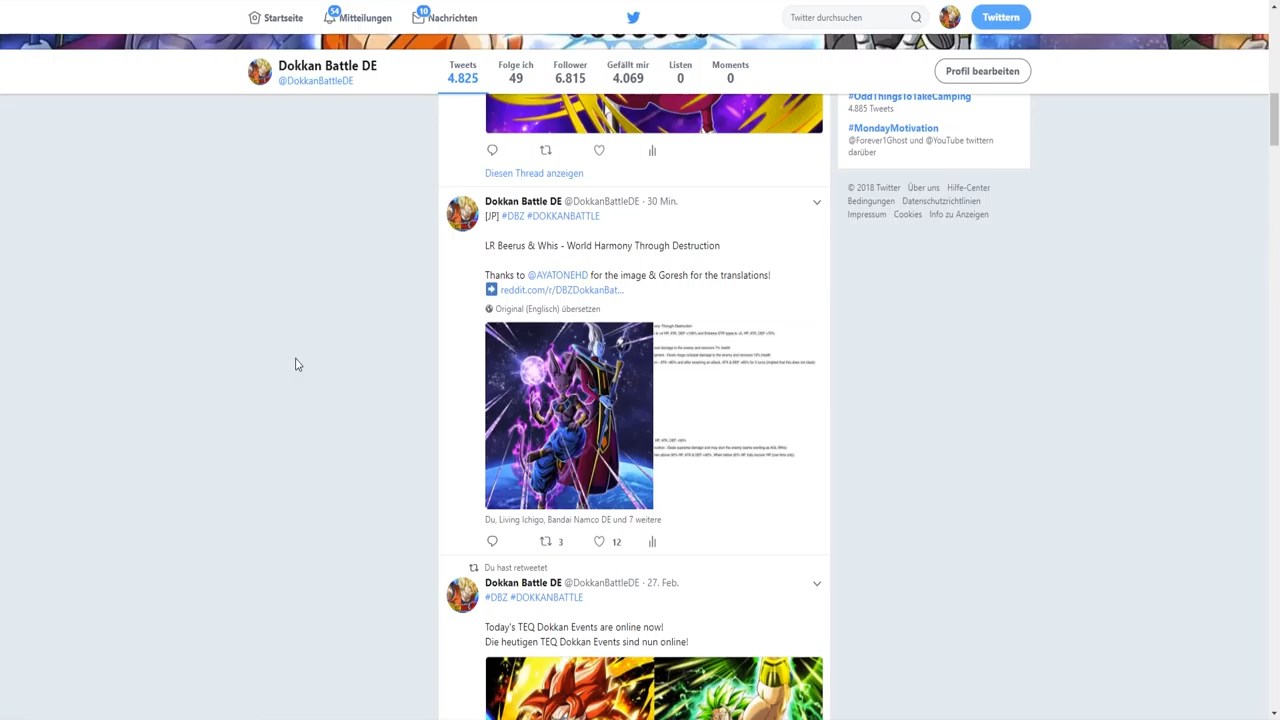 Startseite
54
Mitteilungen
10
Nachrichten
Twitter durchsuchen
Twittern
Dokkan Battle DE
@DokkanBattleDE
Tweets
4.825
Folge ich
49
Follower
6.815
Gefällt mir
4.069
Listen
0
Moments
0
Profil bearbeiten
#OddThingsToTakeCamping
4.885 Tweets
#MondayMotivation
@Forever1Ghost und @YouTube twittern
darüber
© 2018 Twitter Über uns Hilfe-Center
Bedingungen Datenschutzrichtlinien
Impressum Cookies Info zu Anzeigen
Diesen Thread anzeigen
Dokkan Battle DE @DokkanBattleDE · 30 Min.
[JP] #DBZ #DOKKANBATTLE
LR Beerus & Whis - World Harmony Through Destruction
Thanks to @AYATONEHD for the image & Goresh for the translations!
reddit.com/r/DBZDokkanBat...
Original (Englisch) übersetzen
Du, Living Ichigo, Bandai Namco DE und 7 weitere
3
12
Du hast retweetet
Dokkan Battle DE @DokkanBattleDE · 27. Feb.
#DBZ #DOKKANBATTLE
Today's TEQ Dokkan Events are online now!
Die heutigen TEQ Dokkan Events sind nun online!